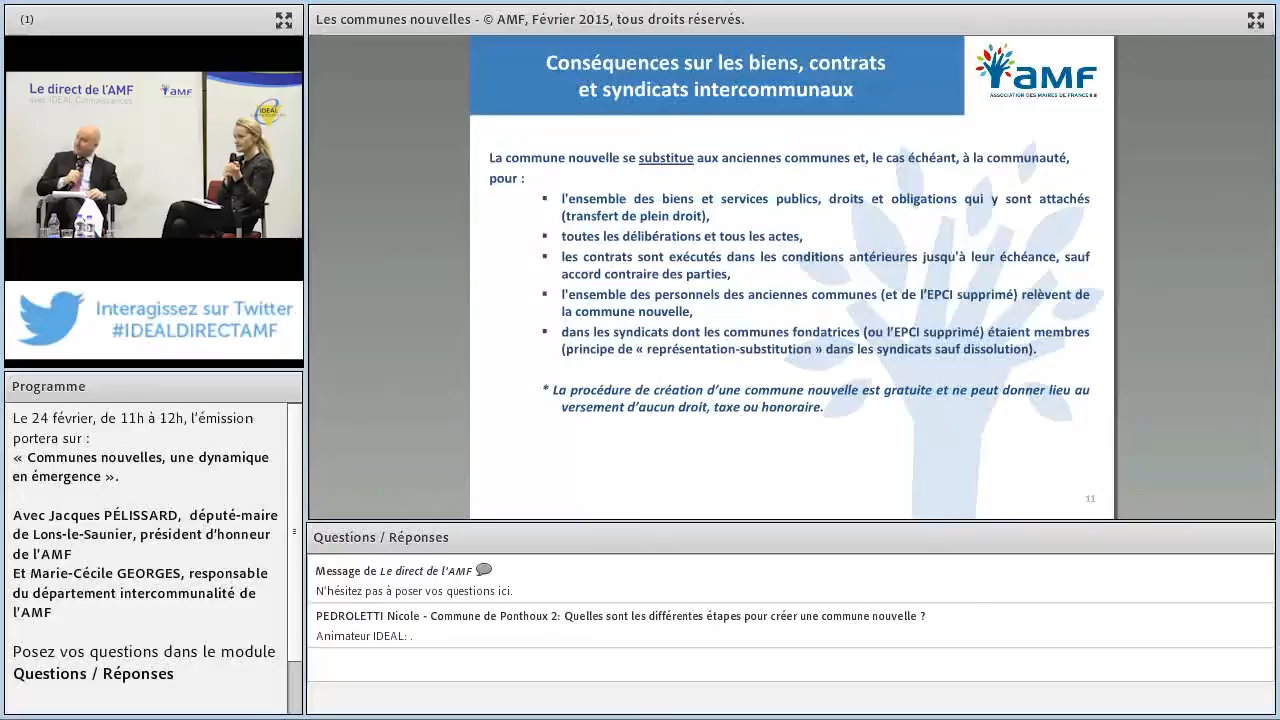 (1)
Le direct de l'AMF
avec IDEAL Connaissances
AMF
IDEAL
Interagissez sur Twitter
#IDEALDIRECTAMF
Programme
Le 24 février, de 11h à 12h, l'émission
portera sur :
« Communes nouvelles, une dynamique
en émergence ».
Avec Jacques PÉLISSARD, député-maire
de Lons-le-Saunier, président d'honneur
de l'AMF
Et Marie-Cécile GEORGES, responsable
du département intercommunalité de
l'AMF
Posez vos questions dans le module
Questions / Réponses
Les communes nouvelles - © AMF, Février 2015, tous droits réservés.
Conséquences sur les biens, contrats
et syndicats intercommunaux
AMF
ASSOCIATION DES MAIRES DE FRANCE
La commune nouvelle se substitue aux anciennes communes et, le cas échéant, à la communauté,
pour :
▪ l'ensemble des biens et services publics, droits et obligations qui y sont attachés
(transfert de plein droit),
▪ toutes les délibérations et tous les actes,
▪ les contrats sont exécutés dans les conditions antérieures jusqu'à leur échéance, sauf
accord contraire des parties,
▪ l'ensemble des personnels des anciennes communes (et de l'EPCI supprimé) relèvent de
la commune nouvelle,
▪ dans les syndicats dont les communes fondatrices (ou l'EPCI supprimé) étaient membres
(principe de « représentation-substitution » dans les syndicats sauf dissolution).
* La procédure de création d'une commune nouvelle est gratuite et ne peut donner lieu au
versement d'aucun droit, taxe ou honoraire.
11
Questions / Réponses
Message de Le direct de l'AMF
N'hésitez pas à poser vos questions ici.
PEDROLETTI Nicole - Commune de Ponthoux 2: Quelles sont les différentes étapes pour créer une commune nouvelle ?
Animateur IDEAL: .